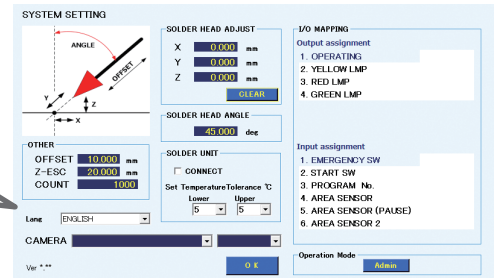 SYSTEM SETTING
ANGLE
OFFSET
Y
Z
X
OTHER
OFFSET 10.000 mm
Z-ESC 20.000 mm
COUNT 1000
Lang ENGLISH
CAMERA
Ver *.**
SOLDER HEAD ADJUST
X 0.000 mm
Y 0.000 mm
Z 0.000 mm
CLEAR
SOLDER HEAD ANGLE
45.000 deg
SOLDER UNIT
CONNECT
Set TemperatureTolerance ℃
Lower Upper
5 5
O K
I/O MAPPING
Output assignment
1. OPERATING
2. YELLOW LMP
3. RED LMP
4. GREEN LMP
Input assignment
1. EMERGENCY SW
2. START SW
3. PROGRAM No.
4. AREA SENSOR
5. AREA SENSOR (PAUSE)
6. AREA SENSOR 2
Operation Mode
Admin